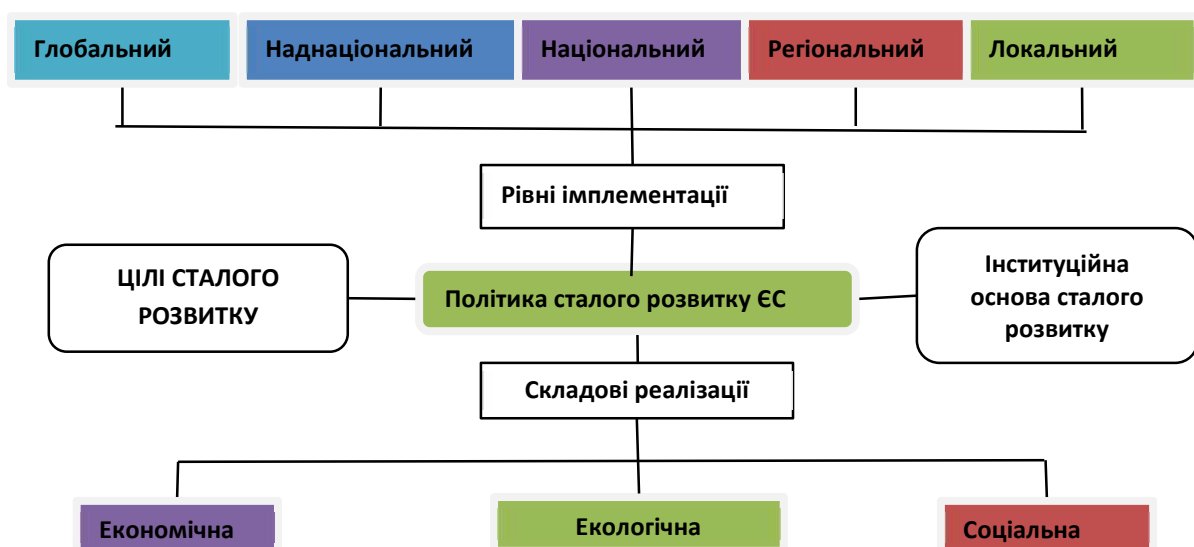 Глобальний
Наднаціональний
Національний
Регіональний
Локальний
Рівні імплементації
ЦІЛІ СТАЛОГО
РОЗВИТКУ
Політика сталого розвитку ЄС
Інституційна
основа сталого
розвитку
Складові реалізації
Економічна
Екологічна
Соціальна